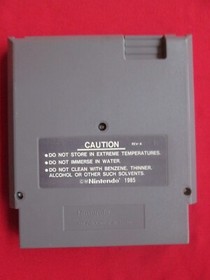 CAUTION
● DO NOT STORE IN EXTREME TEMPERATURES.
● DO NOT IMMERSE IN WATER.
● DO NOT CLEAN WITH BENZENE, THINNER,
ALCOHOL OR OTHER SUCH SOLVENTS.
Nintendo 1985